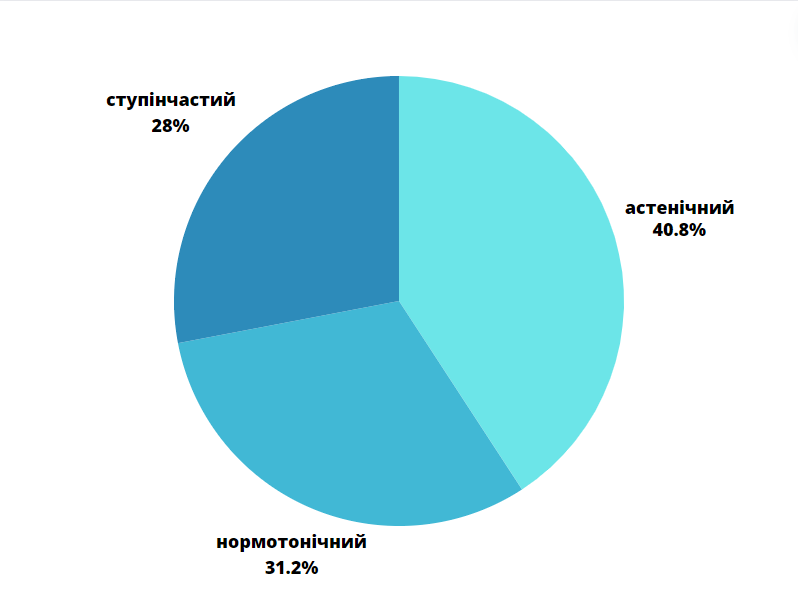 ступінчастий
28%
астенічний
40.8%
нормотонічний
31.2%